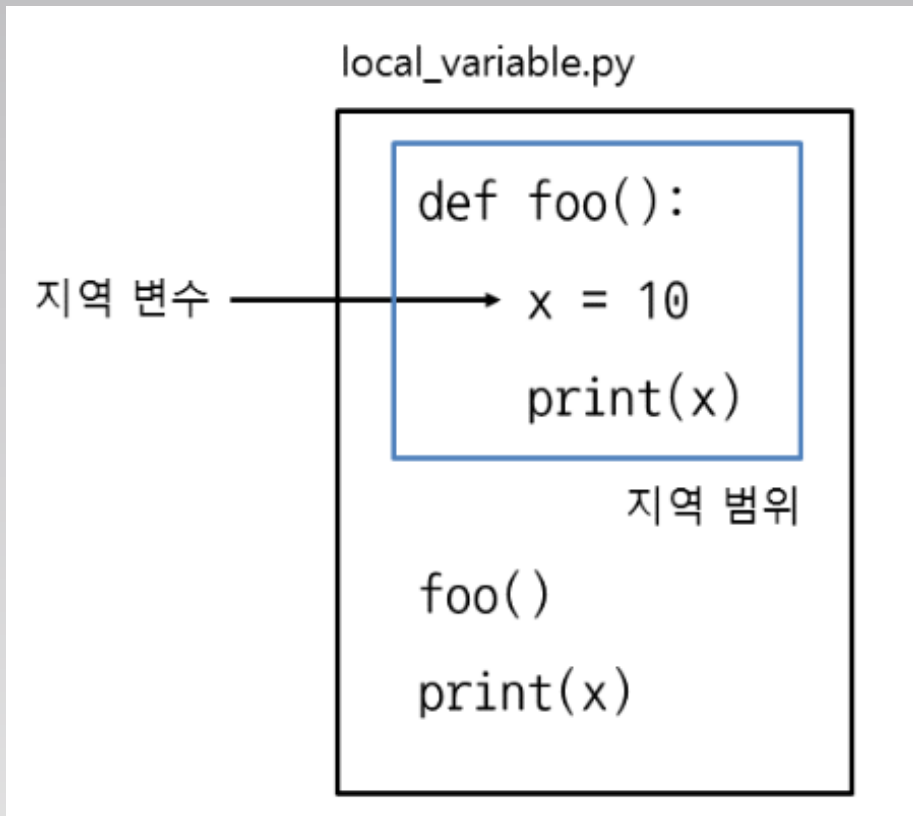 local_variable.py
def foo():
지역 변수
x = 10
print(x)
지역 범위
foo()
print(x)